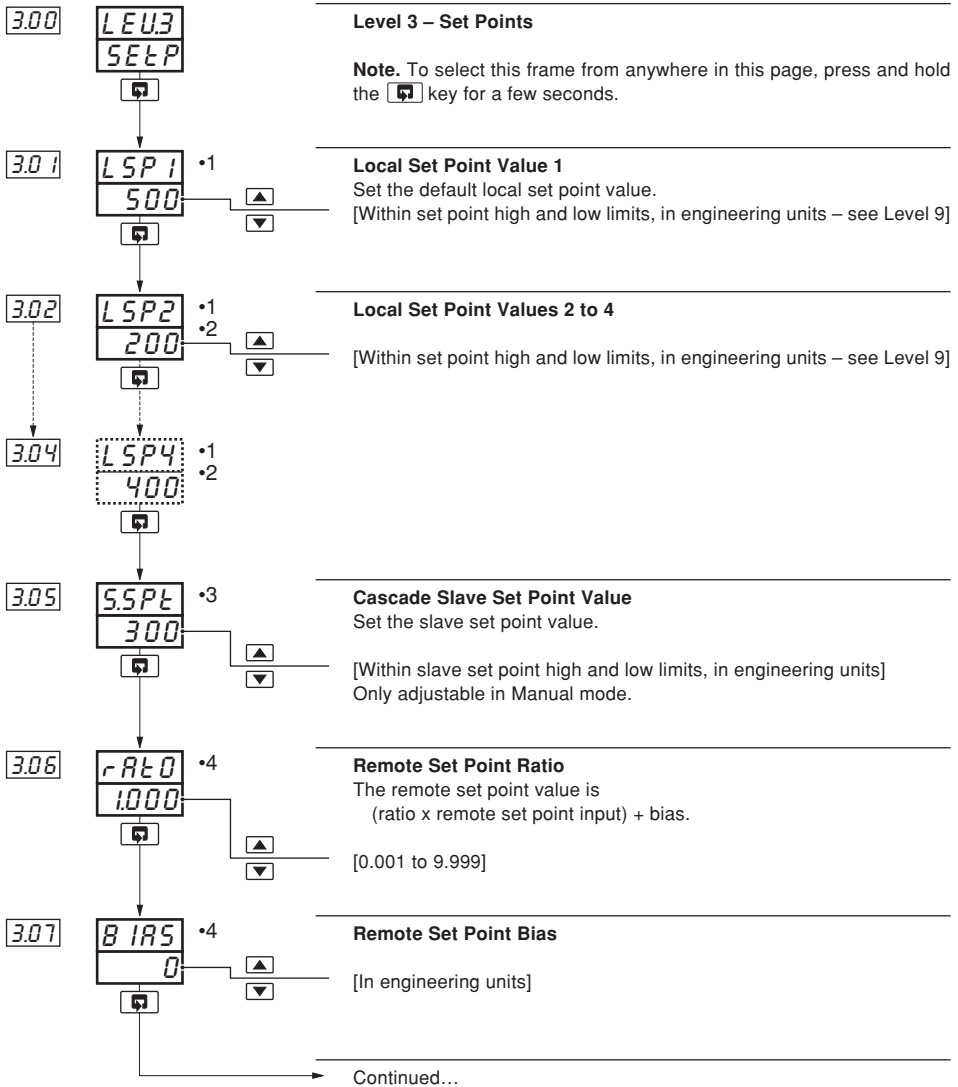 3.00
LEV.3
SEtP
Level 3 – Set Points
Note. To select this frame from anywhere in this page, press and hold
the key for a few seconds.
3.01
LSP1 •1
500
Local Set Point Value 1
Set the default local set point value.
[Within set point high and low limits, in engineering units – see Level 9]
3.02
LSP2 •1
•2
200
Local Set Point Values 2 to 4
[Within set point high and low limits, in engineering units – see Level 9]
3.04
LSP4 •1
•2
400
3.05
S.SPt •3
300
Cascade Slave Set Point Value
Set the slave set point value.
[Within slave set point high and low limits, in engineering units]
Only adjustable in Manual mode.
3.06
rAtO •4
1.000
Remote Set Point Ratio
The remote set point value is
(ratio x remote set point input) + bias.
[0.001 to 9.999]
3.07
BIAS •4
0
Remote Set Point Bias
[In engineering units]
Continued…